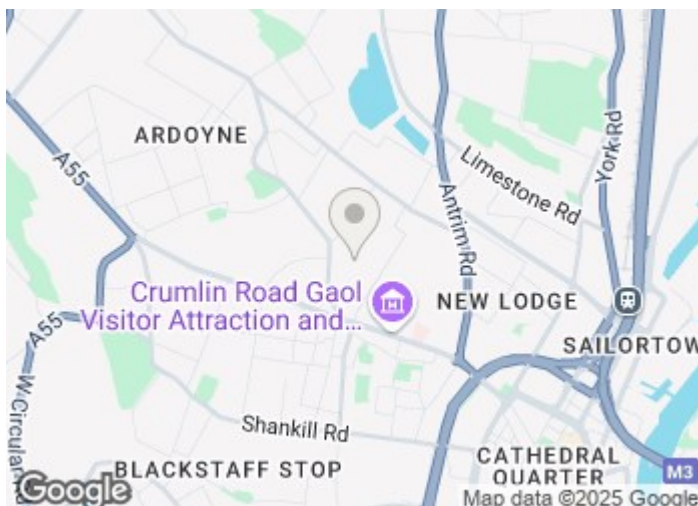 ARDOYNE
A55
Limestone Rd
York Rd
Antrim Rd
Crumlin Road Gaol
Visitor Attraction and...
NEW LODGE
A55
SAILORTOW
W Circular Rd
Shankill Rd
BLACKSTAFF STOP
CATHEDRAL
QUARTER
M3
Google
Map data ©2025 Google